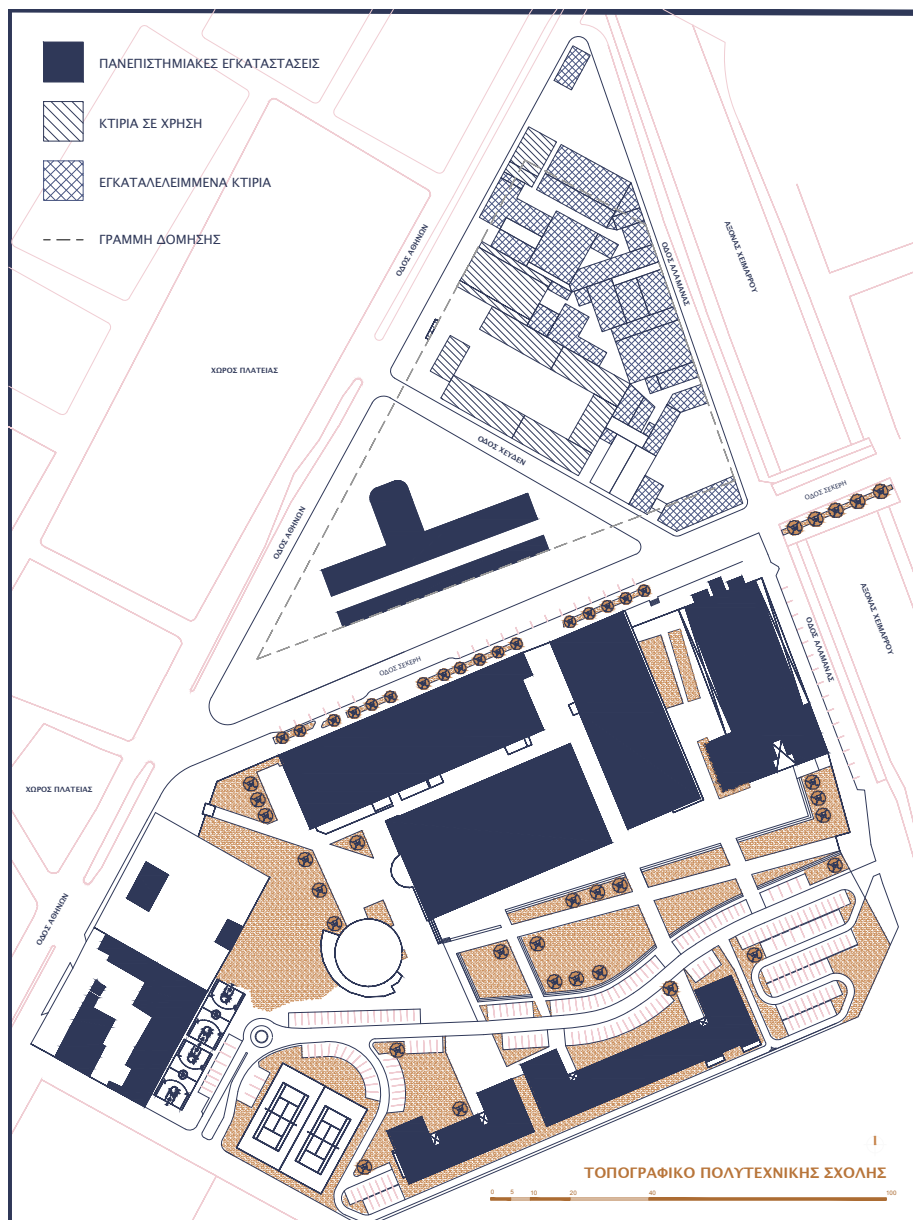 ΠΑΝΕΠΙΣΤΗΜΙΑΚΕΣ ΕΓΚΑΤΑΣΤΑΣΕΙΣ
ΚΤΙΡΙΑ ΣΕ ΧΡΗΣΗ
ΕΓΚΑΤΑΛΕΛΕΙΜΜΕΝΑ ΚΤΙΡΙΑ
ΓΡΑΜΜΗ ΔΟΜΗΣΗΣ
ΟΔΟΣ ΑΘΗΝΩΝ
ΟΔΟΣ ΑΛΑΜΑΝΑΣ
ΑΞΟΝΑΣ ΧΕΙΜΑΡΡΟΥ
ΧΩΡΟΣ ΠΛΑΤΕΙΑΣ
ΟΔΟΣ ΧΕΥΔΕΝ
ΟΔΟΣ ΣΕΚΕΡΗ
ΟΔΟΣ ΑΘΗΝΩΝ
ΑΞΟΝΑΣ ΧΕΙΜΑΡΡΟΥ
ΟΔΟΣ ΑΛΑΜΑΝΑΣ
ΟΔΟΣ ΣΕΚΕΡΗ
ΧΩΡΟΣ ΠΛΑΤΕΙΑΣ
ΟΔΟΣ ΑΘΗΝΩΝ
Ι
ΤΟΠΟΓΡΑΦΙΚΟ ΠΟΛΥΤΕΧΝΙΚΗΣ ΣΧΟΛΗΣ
0 5 10 20 40 100